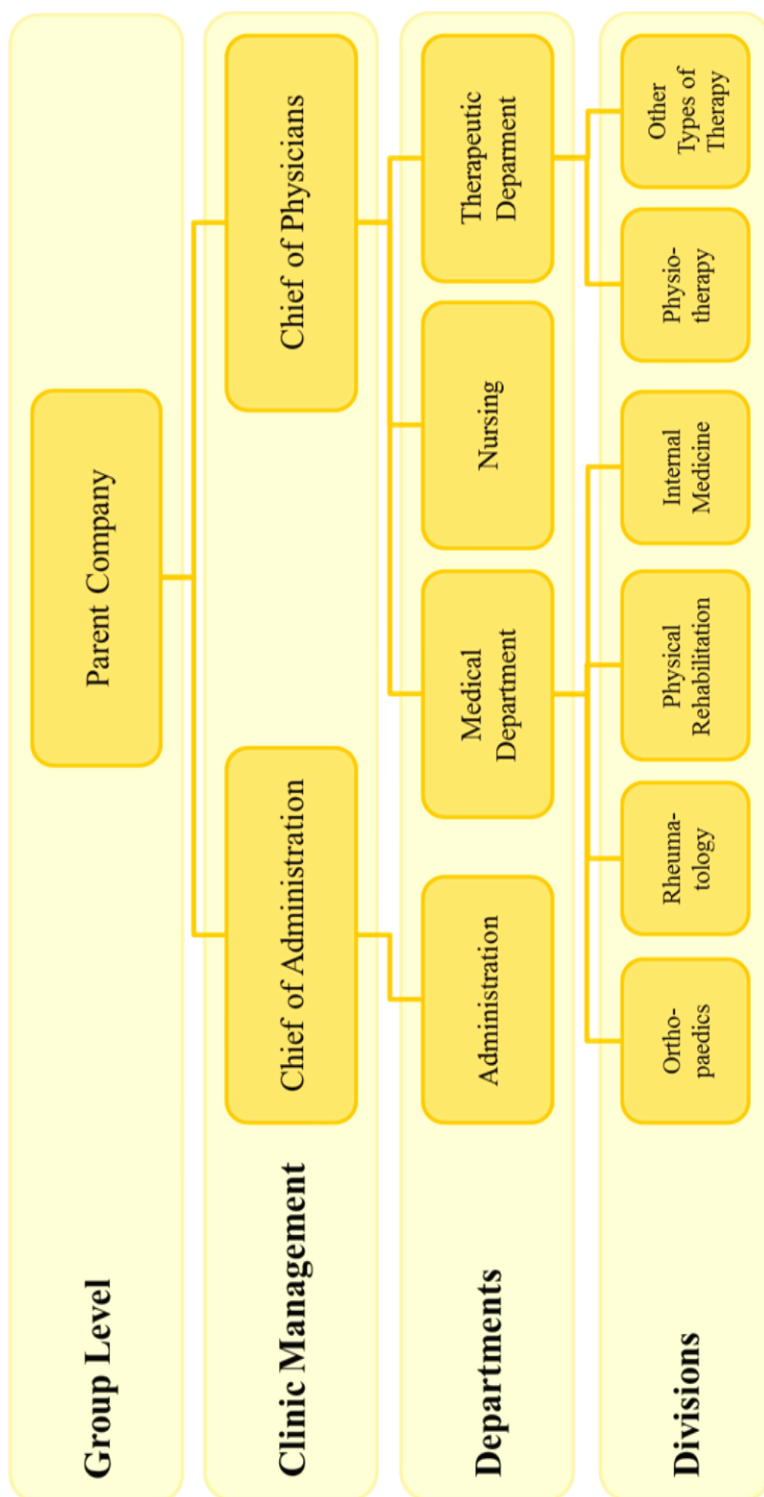 Group Level
Parent Company
Clinic Management
Chief of Administration
Chief of Physicians
Departments
Administration
Medical
Department
Nursing
Therapeutic
Deparment
Divisions
Ortho-
paedics
Rheuma-
tology
Physical
Rehabilitation
Internal
Medicine
Physio-
therapy
Other
Types of
Therapy